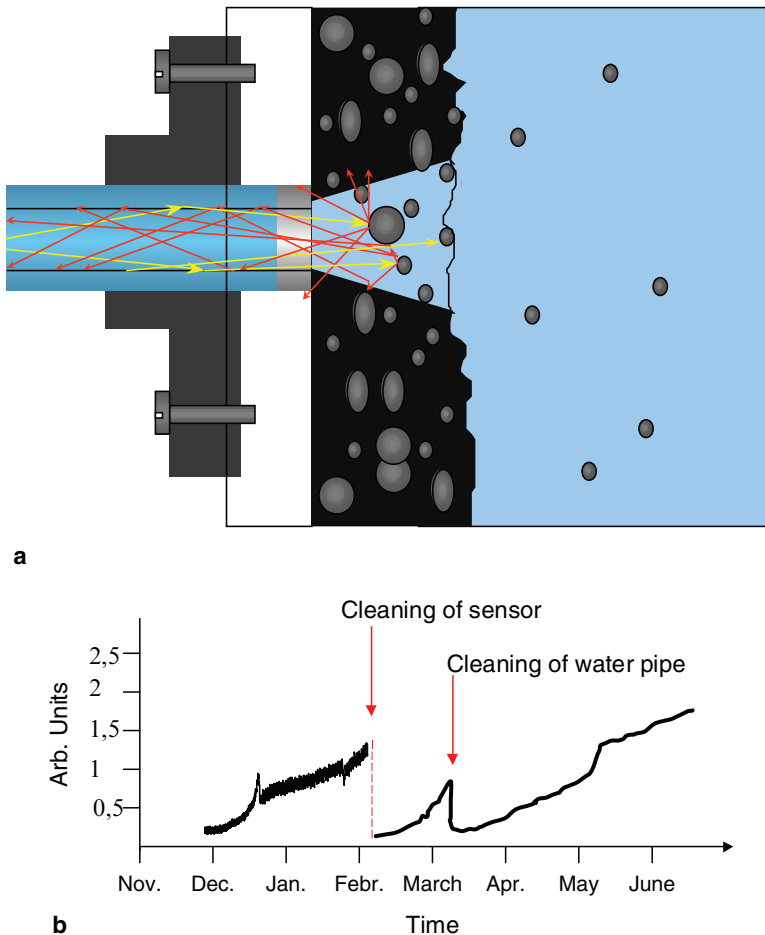 a
Cleaning of sensor
Cleaning of water pipe
Arb. Units
2,5
2
1,5
1
0,5
Nov. Dec. Jan. Febr. March Apr. May June
b Time